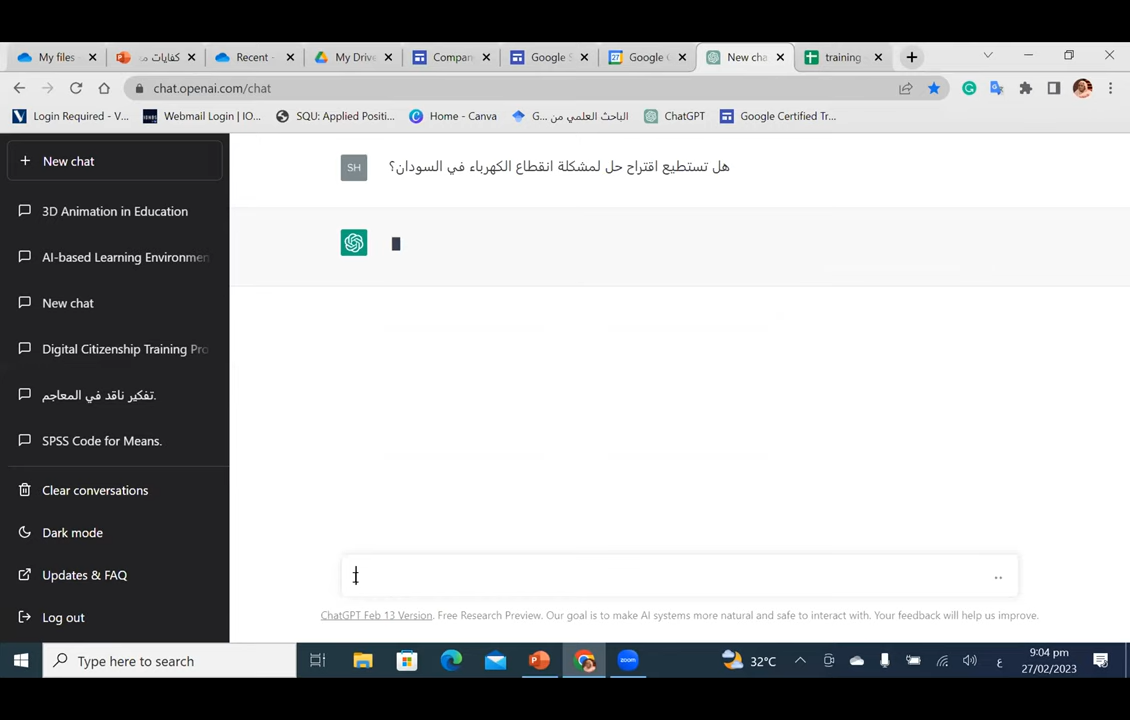 My files
كفايات مع
Recent -
My Driv
Compan
Google S
Google C
New cha
training
chat.openai.com/chat
Login Required - V...
Webmail Login | IO...
SQU: Applied Positi...
Home - Canva
الباحث العلمي من G...
ChatGPT
Google Certified Tr...
New chat
3D Animation in Education
AI-based Learning Environmen
New chat
Digital Citizenship Training Pro
تفكير ناقد في المعاجم.
SPSS Code for Means.
Clear conversations
Dark mode
Updates & FAQ
Log out
SH
هل تستطيع اقتراح حل لمشكلة انقطاع الكهرباء في السودان؟
ChatGPT Feb 13 Version. Free Research Preview. Our goal is to make AI systems more natural and safe to interact with. Your feedback will help us improve.
Type here to search
zoom
32°C
ع
9:04 pm
27/02/2023